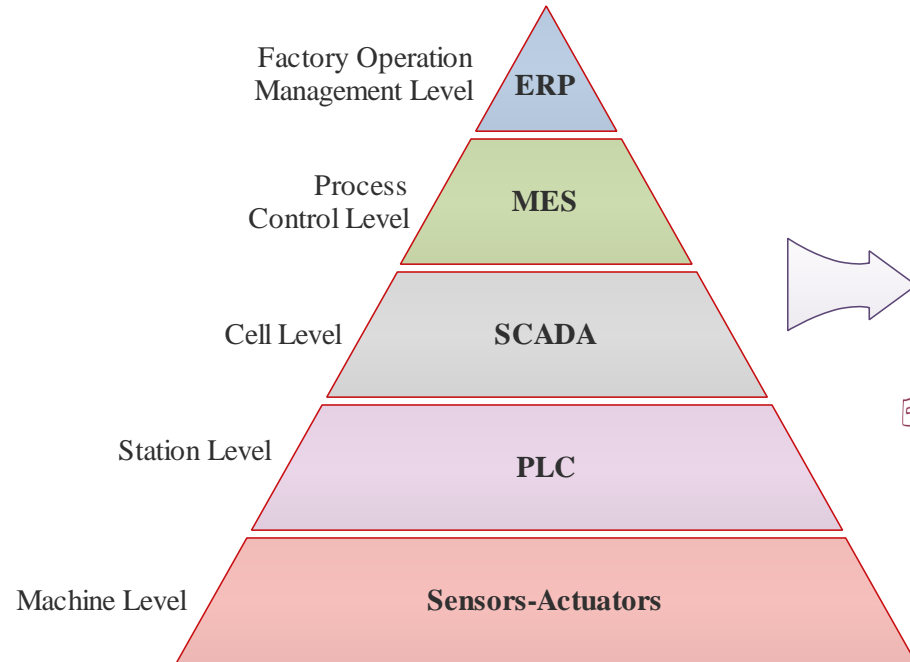 Factory Operation
Management Level
ERP
Process
Control Level
MES
Cell Level
SCADA
Station Level
PLC
Machine Level
Sensors-Actuators